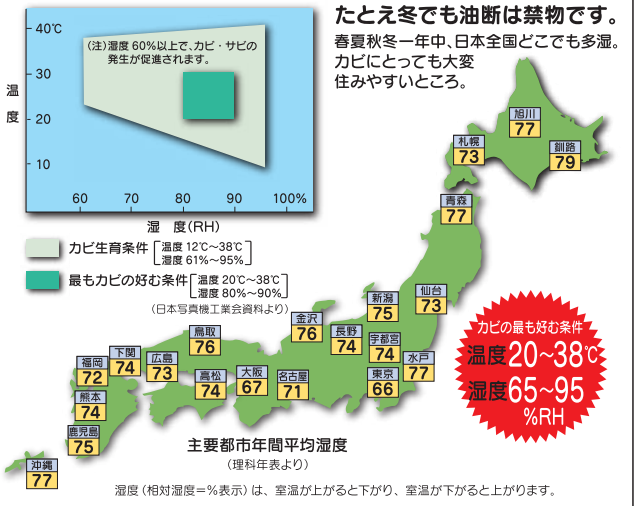 たとえ冬でも油断は禁物です。
春夏秋冬一年中、日本全国どこでも多湿。
カビにとっても大変
住みやすいところ。
40℃
30
20
10
温度
(注)湿度60%以上で、カビ・サビの
発生が促進されます。
60 70 80 90 100%
湿 度(RH)
カビ生育条件
温度 12℃〜38℃
湿度 61%〜95%
最もカビの好む条件
温度 20℃〜38℃
湿度 80%〜90%
(日本写真機工業会資料より)
旭川
77
札幌
73
釧路
79
青森
77
仙台
73
新潟
75
金沢
76
長野
74
宇都宮
74
水戸
77
東京
66
鳥取
76
下関
74
広島
73
福岡
72
高松
74
大阪
67
名古屋
71
熊本
74
鹿児島
75
沖縄
77
カビの最も好む条件
温度20〜38℃
湿度65〜95
%RH
主要都市年間平均湿度
(理科年表より)
湿度(相対湿度=%表示)は、室温が上がると下がり、室温が下がると上がります。